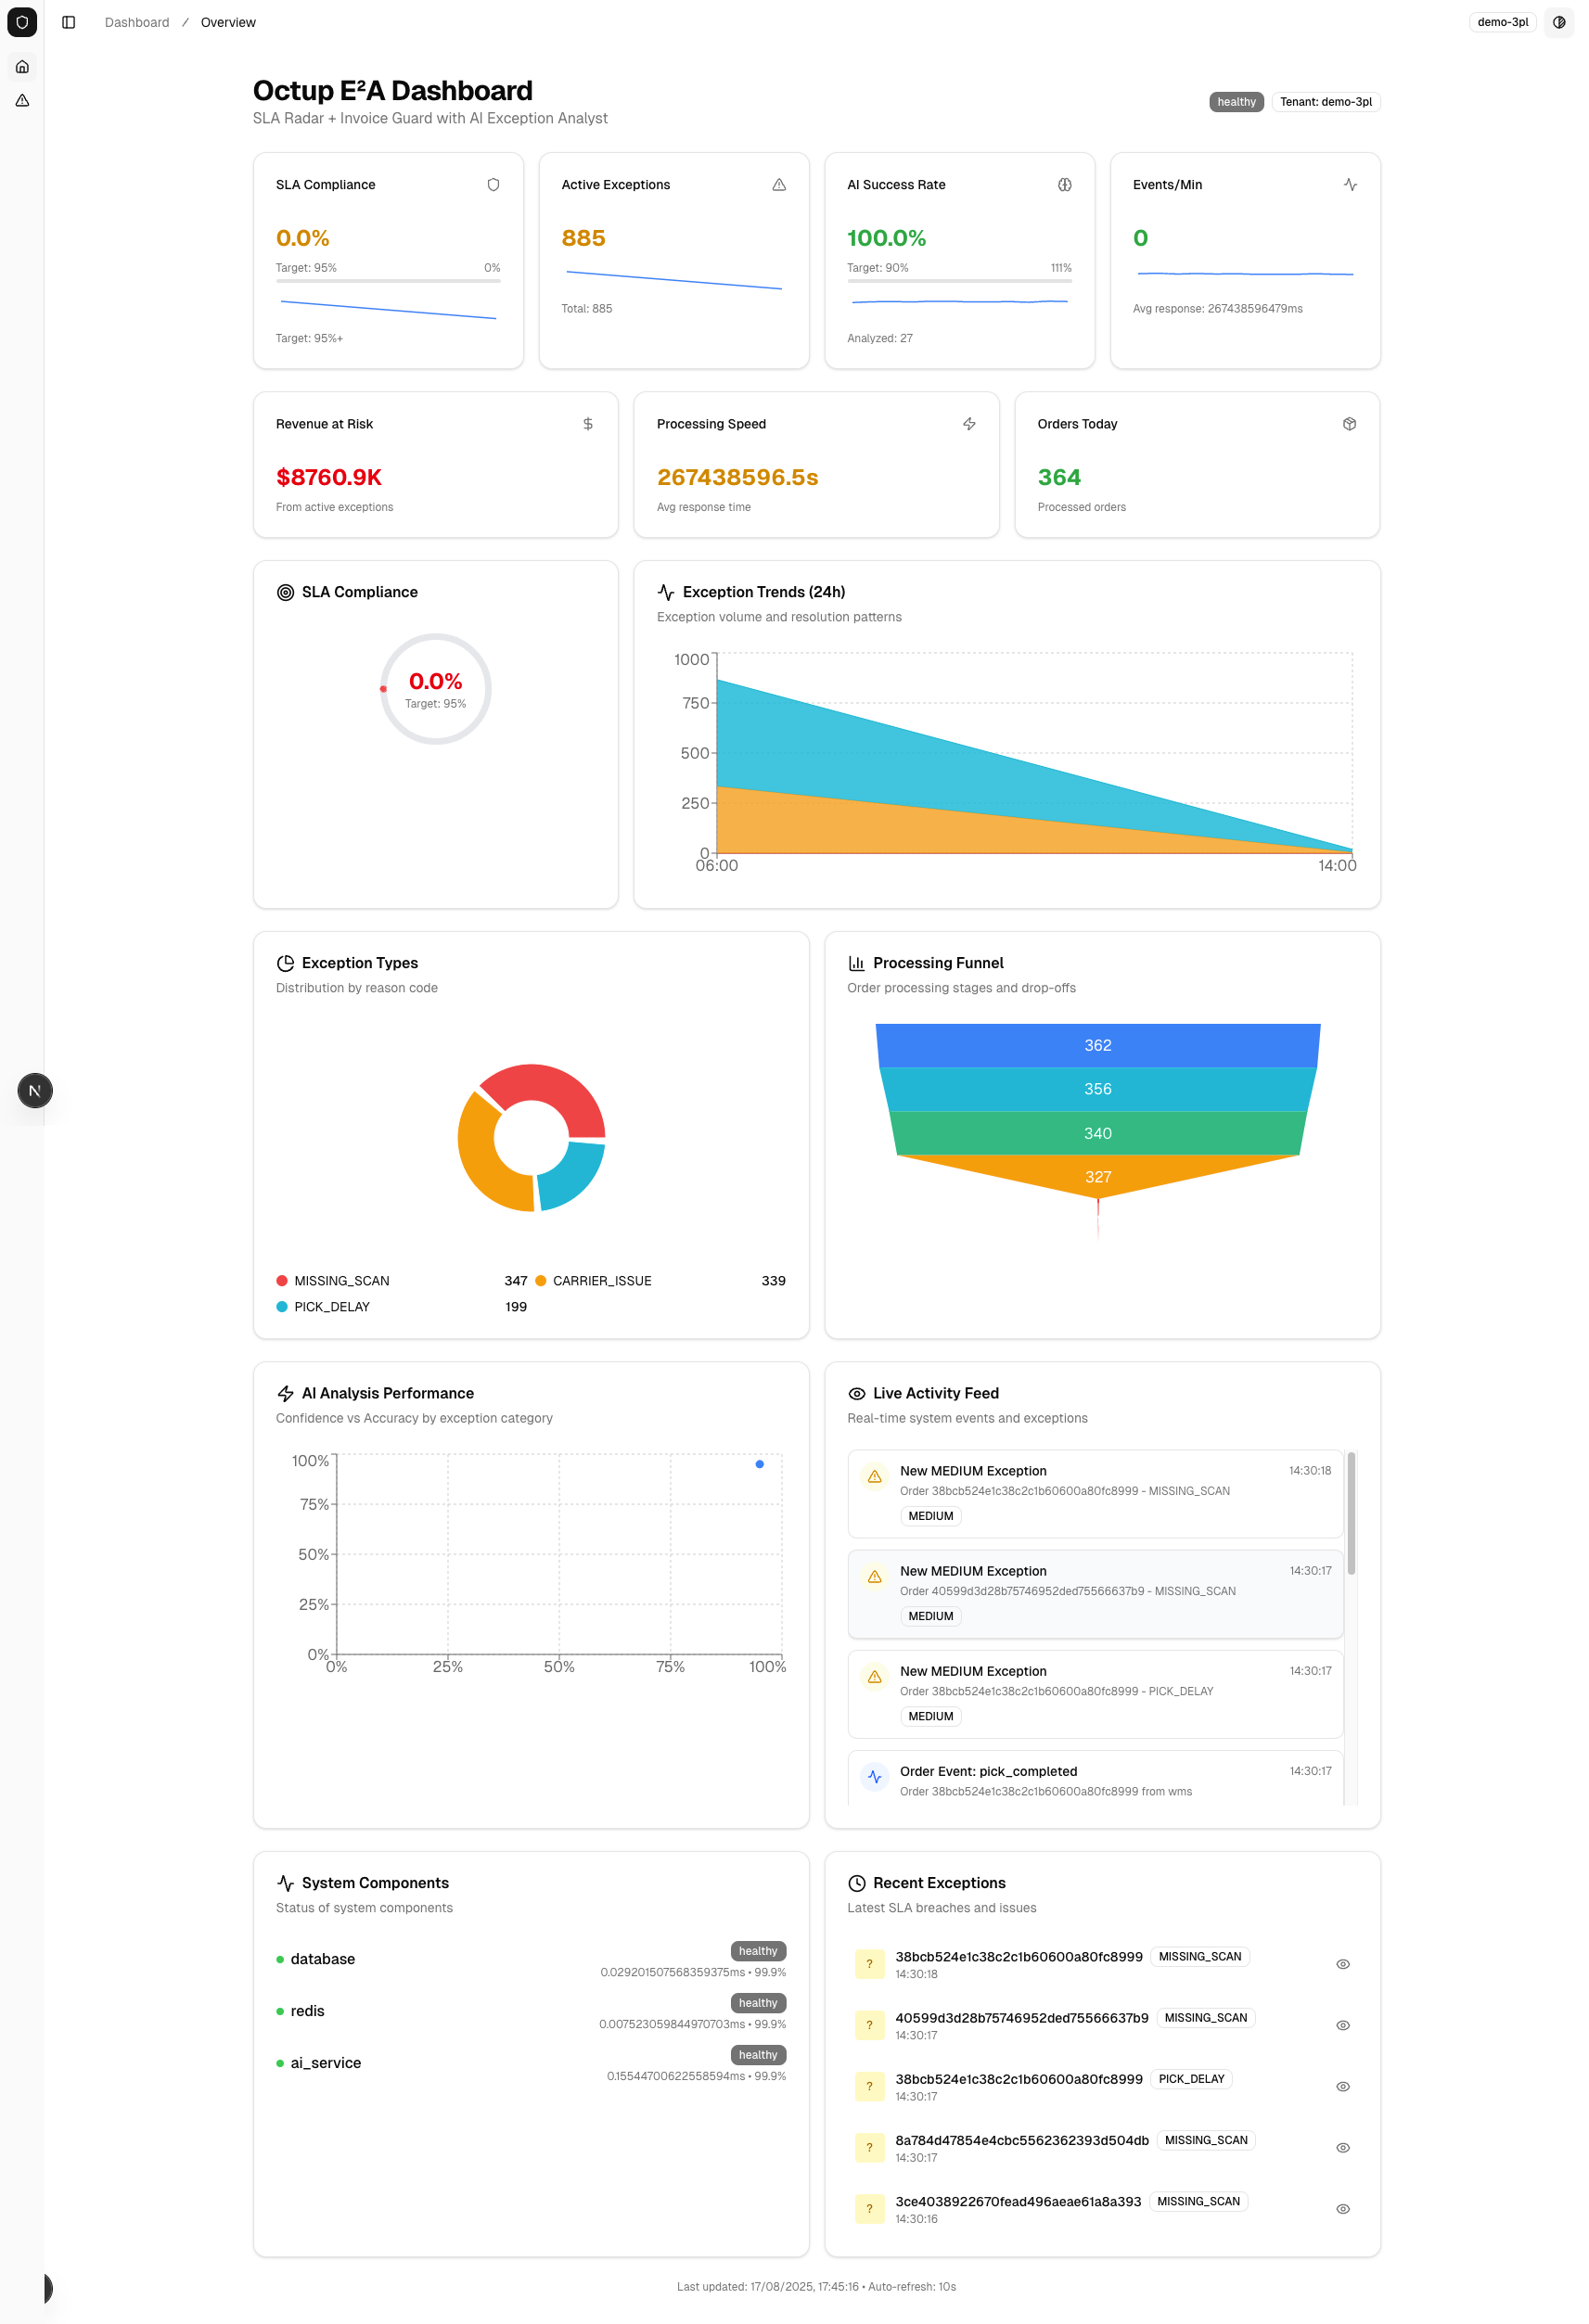 Dashboard / Overview
demo-3pl
Octup E²A Dashboard
SLA Radar + Invoice Guard with AI Exception Analyst
healthy
Tenant: demo-3pl
SLA Compliance
0.0%
Target: 95% 0%
Target: 95%+
Active Exceptions
885
Total: 885
AI Success Rate
100.0%
Target: 90% 111%
Analyzed: 27
Events/Min
0
Avg response: 267438596479ms
Revenue at Risk
$8760.9K
From active exceptions
Processing Speed
267438596.5s
Avg response time
Orders Today
364
Processed orders
SLA Compliance
0.0%
Target: 95%
Exception Trends (24h)
Exception volume and resolution patterns
1000
750
500
250
0
06:00 14:00
Exception Types
Distribution by reason code
MISSING_SCAN 347
CARRIER_ISSUE 339
PICK_DELAY 199
Processing Funnel
Order processing stages and drop-offs
362
356
340
327
N
AI Analysis Performance
Confidence vs Accuracy by exception category
100%
75%
50%
25%
0%
0% 25% 50% 75% 100%
Live Activity Feed
Real-time system events and exceptions
New MEDIUM Exception 14:30:18
Order 38bcb524e1c38c2c1b60600a80fc8999 - MISSING_SCAN
MEDIUM
New MEDIUM Exception 14:30:17
Order 40599d3d28b75746952ded75566637b9 - MISSING_SCAN
MEDIUM
New MEDIUM Exception 14:30:17
Order 38bcb524e1c38c2c1b60600a80fc8999 - PICK_DELAY
MEDIUM
Order Event: pick_completed 14:30:17
Order 38bcb524e1c38c2c1b60600a80fc8999 from wms
System Components
Status of system components
database healthy
0.029201507568359375ms • 99.9%
redis healthy
0.007523059844970703ms • 99.9%
ai_service healthy
0.15544700622558594ms • 99.9%
Recent Exceptions
Latest SLA breaches and issues
? 38bcb524e1c38c2c1b60600a80fc8999 MISSING_SCAN
14:30:18
? 40599d3d28b75746952ded75566637b9 MISSING_SCAN
14:30:17
? 38bcb524e1c38c2c1b60600a80fc8999 PICK_DELAY
14:30:17
? 8a784d47854e4cbc5562362393d504db MISSING_SCAN
14:30:17
? 3ce4038922670fead496aeae61a8a393 MISSING_SCAN
14:30:16
Last updated: 17/08/2025, 17:45:16 • Auto-refresh: 10s